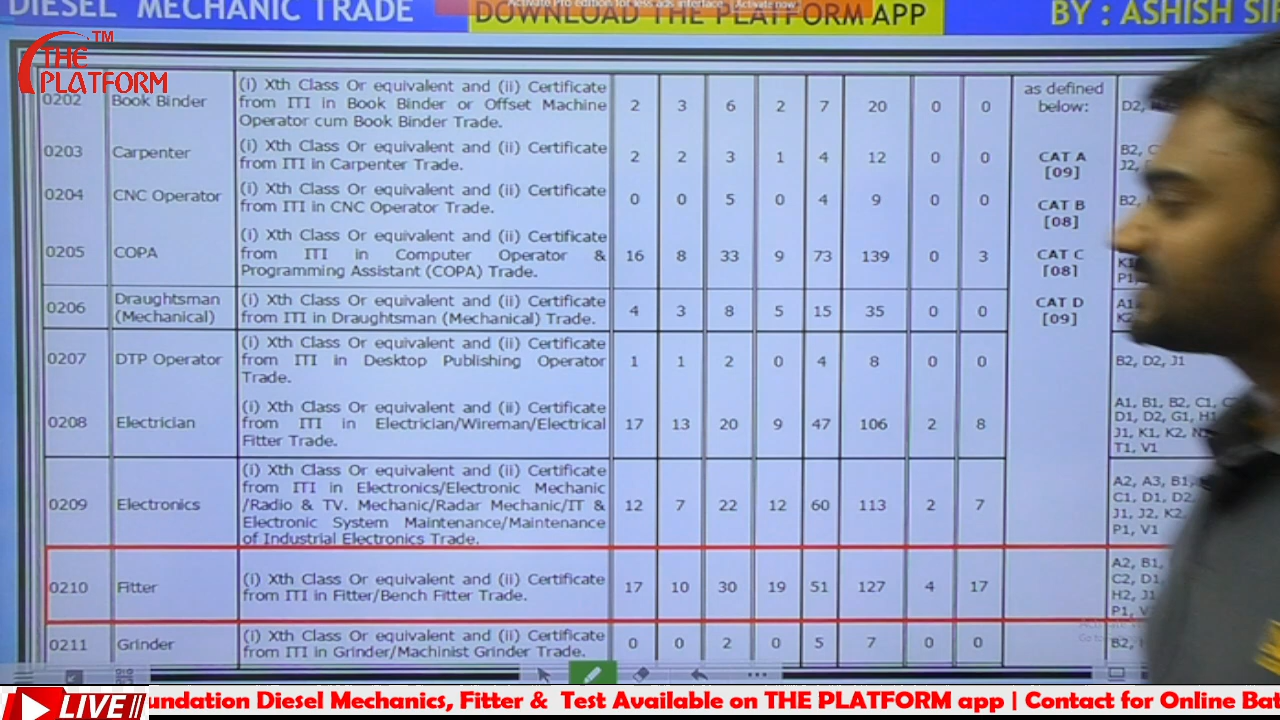 DIESEL MECHANIC TRADE
DOWNLOAD THE PLATFORM APP
Activate Pro edition for less ads interface. Activate now
BY : ASHISH
THE PLATFORM TM
0202 Book Binder (i) Xth Class Or equivalent and (ii) Certificate
from ITI in Book Binder or Offset Machine
Operator cum Book Binder Trade. 2 3 6 2 7 20 0 0
as defined
below:
D2,
0203 Carpenter (i) Xth Class Or equivalent and (ii) Certificate
from ITI in Carpenter Trade. 2 2 3 1 4 12 0 0
CAT A
[09]
B2,
J2,
0204 CNC Operator (i) Xth Class Or equivalent and (ii) Certificate
from ITI in CNC Operator Trade. 0 0 5 0 4 9 0 0
CAT B
[08]
B2,
0205 COPA (i) Xth Class Or equivalent and (ii) Certificate
from ITI in Computer Operator &
Programming Assistant (COPA) Trade. 16 8 33 9 73 139 0 3
CAT C
[08]
0206 Draughtsman
(Mechanical) (i) Xth Class Or equivalent and (ii) Certificate
from ITI in Draughtsman (Mechanical) Trade. 4 3 8 5 15 35 0 0
CAT D
[09]
0207 DTP Operator (i) Xth Class Or equivalent and (ii) Certificate
from ITI in Desktop Publishing Operator
Trade. 1 1 2 0 4 8 0 0
B2, D2, J1
0208 Electrician (i) Xth Class Or equivalent and (ii) Certificate
from ITI in Electrician/Wireman/Electrical
Fitter Trade. 17 13 20 9 47 106 2 8
A1, B1, B2, C1,
D1, D2, G1, H1
J1, K1, K2,
T1, V1
0209 Electronics (i) Xth Class Or equivalent and (ii) Certificate
from ITI in Electronics/Electronic Mechanic
/Radio & TV. Mechanic/Radar Mechanic/IT &
Electronic System Maintenance/Maintenance
of Industrial Electronics Trade. 12 7 22 12 60 113 2 7
A2, A3, B1,
C1, D1, D2,
J1, J2, K2,
P1, V1
0210 Fitter (i) Xth Class Or equivalent and (ii) Certificate
from ITI in Fitter/Bench Fitter Trade. 17 10 30 19 51 127 4 17
A2, B1,
C2, D1,
H2, J1
P1,
0211 Grinder (i) Xth Class Or equivalent and (ii) Certificate
from ITI in Grinder/Machinist Grinder Trade. 0 0 2 0 5 7 0 0
B2,
LIVE
undation Diesel Mechanics, Fitter & Test Available on THE PLATFORM app | Contact for Online Bat